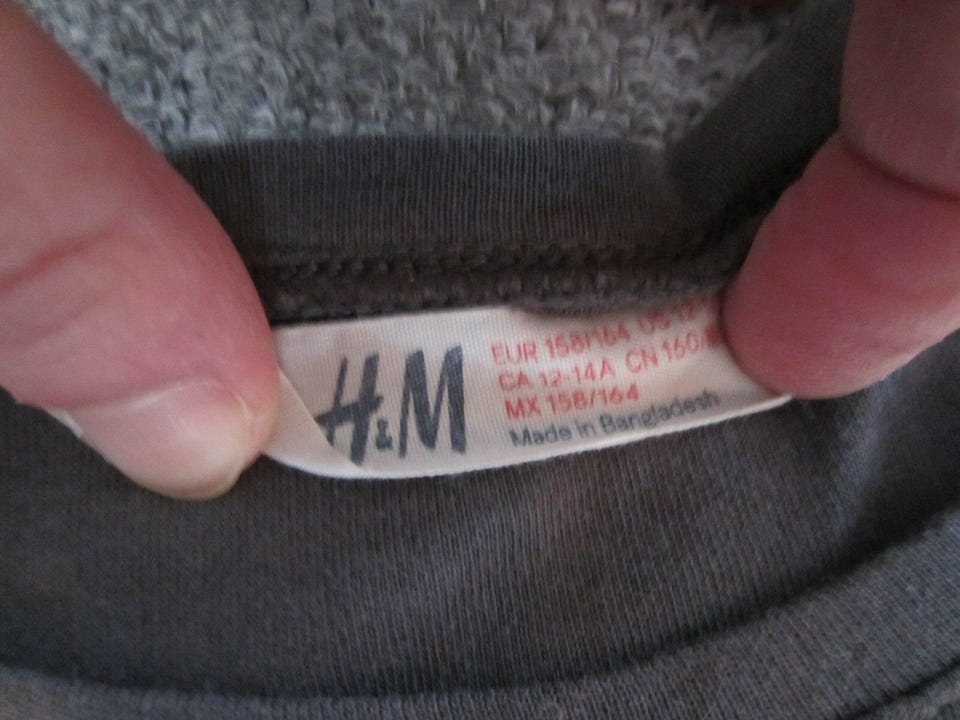 H&M
EUR 158/164 US 12
CA 12-14A CN 160/
MX 158/164
Made in Bangladesh